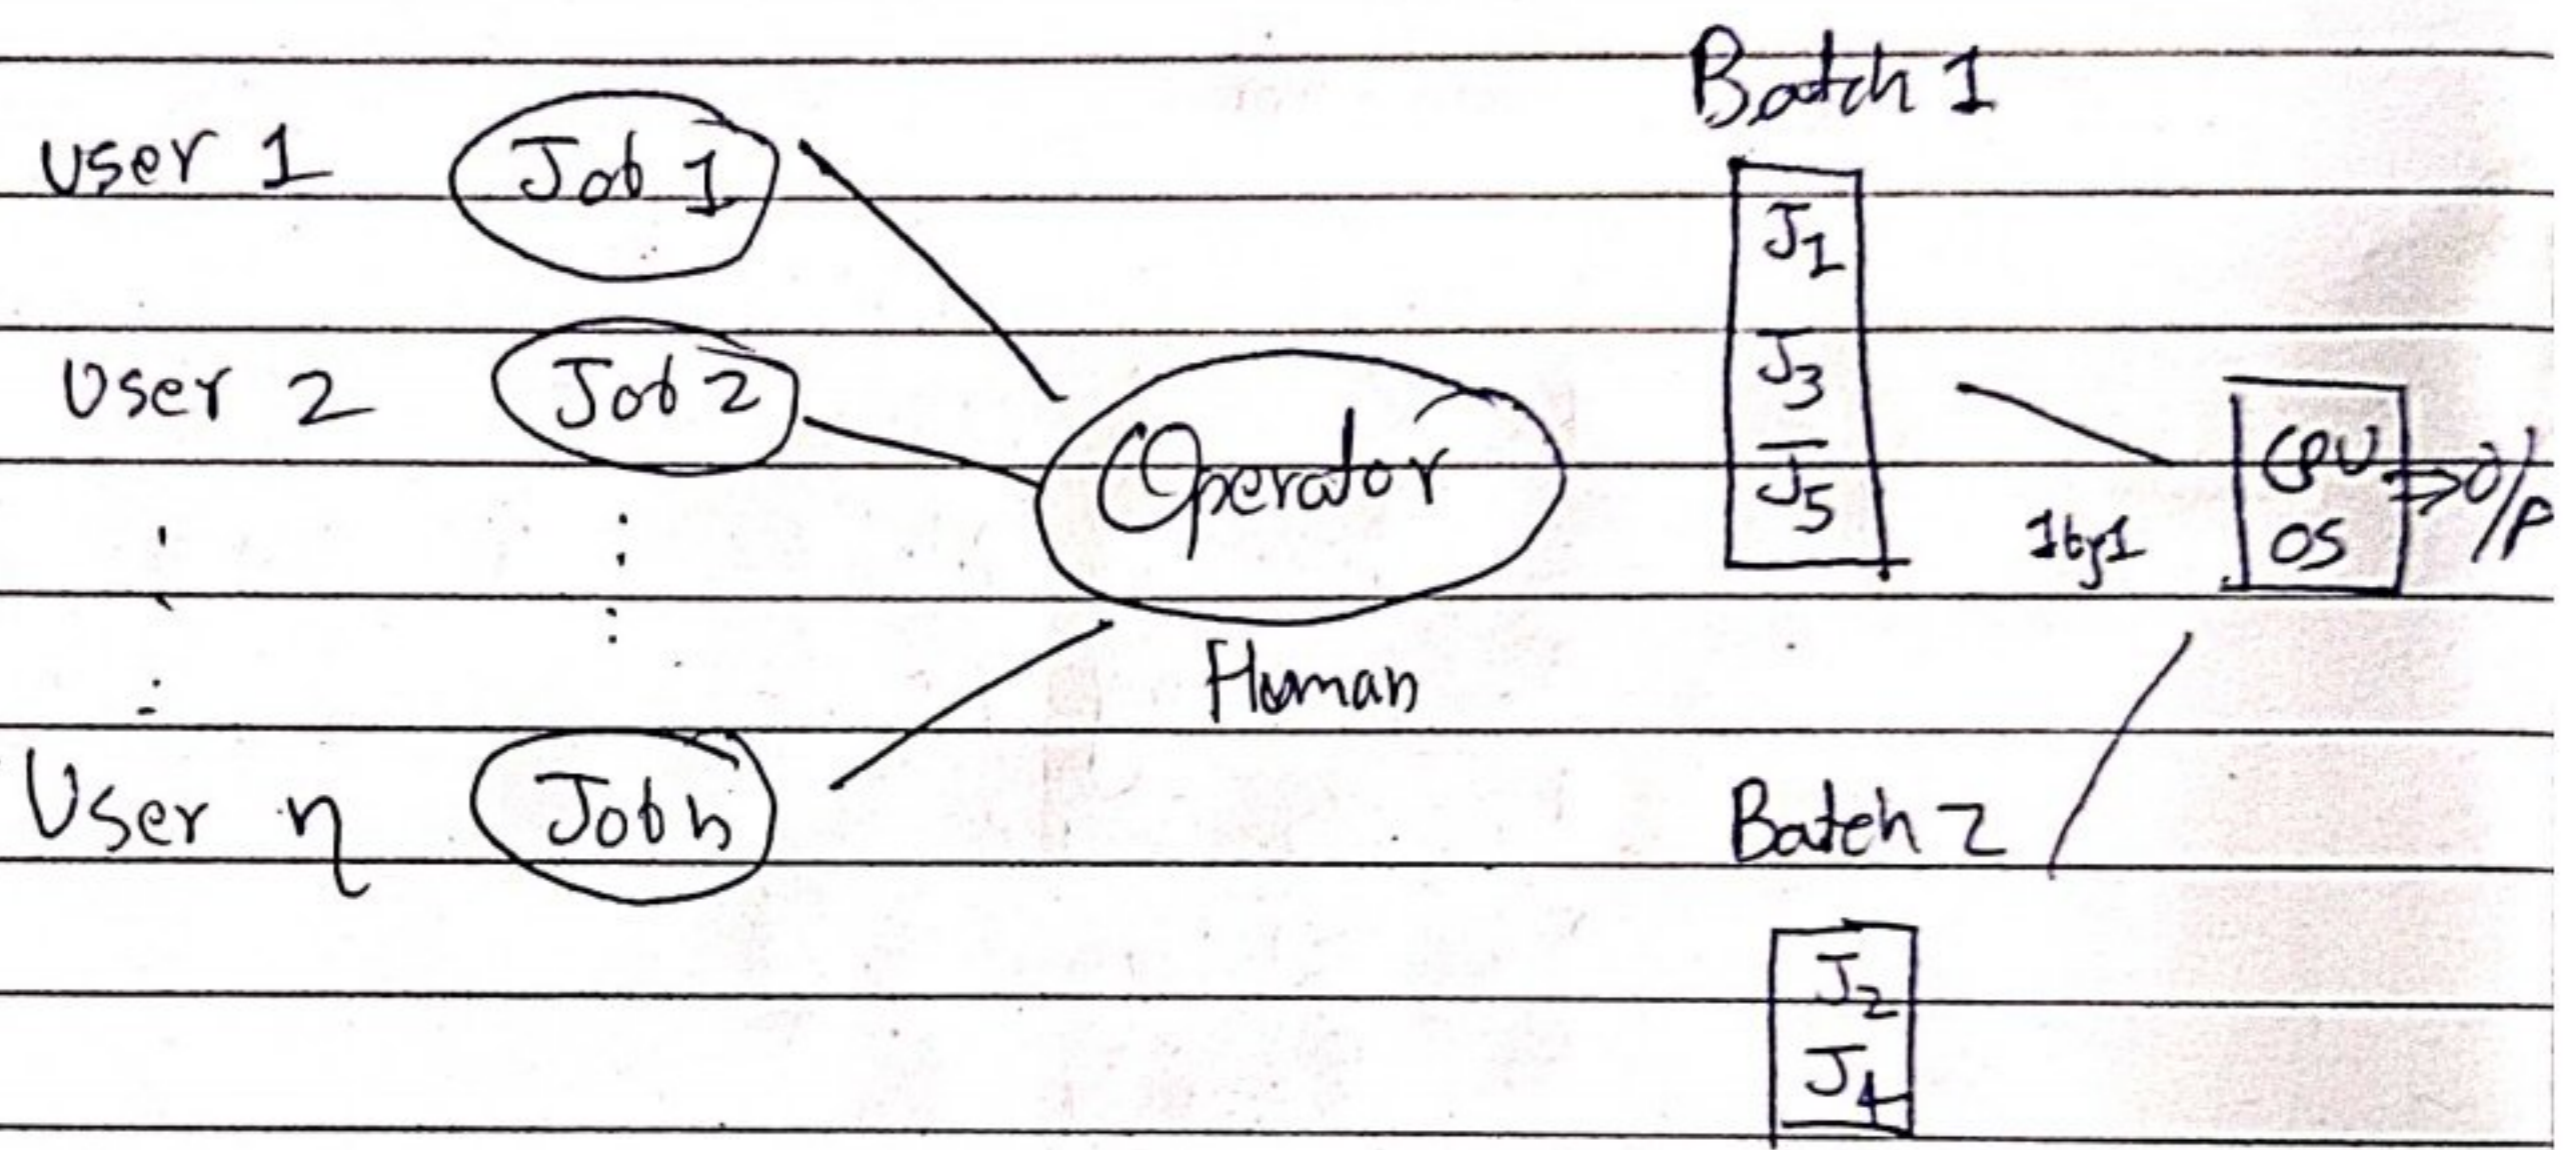 Batch 1
User 1 Job 1
J1
User 2 Job 2
J3
Operator
CPU → O/P
J5
1by1
OS
Human
User n Job n
Batch 2
J2
J4